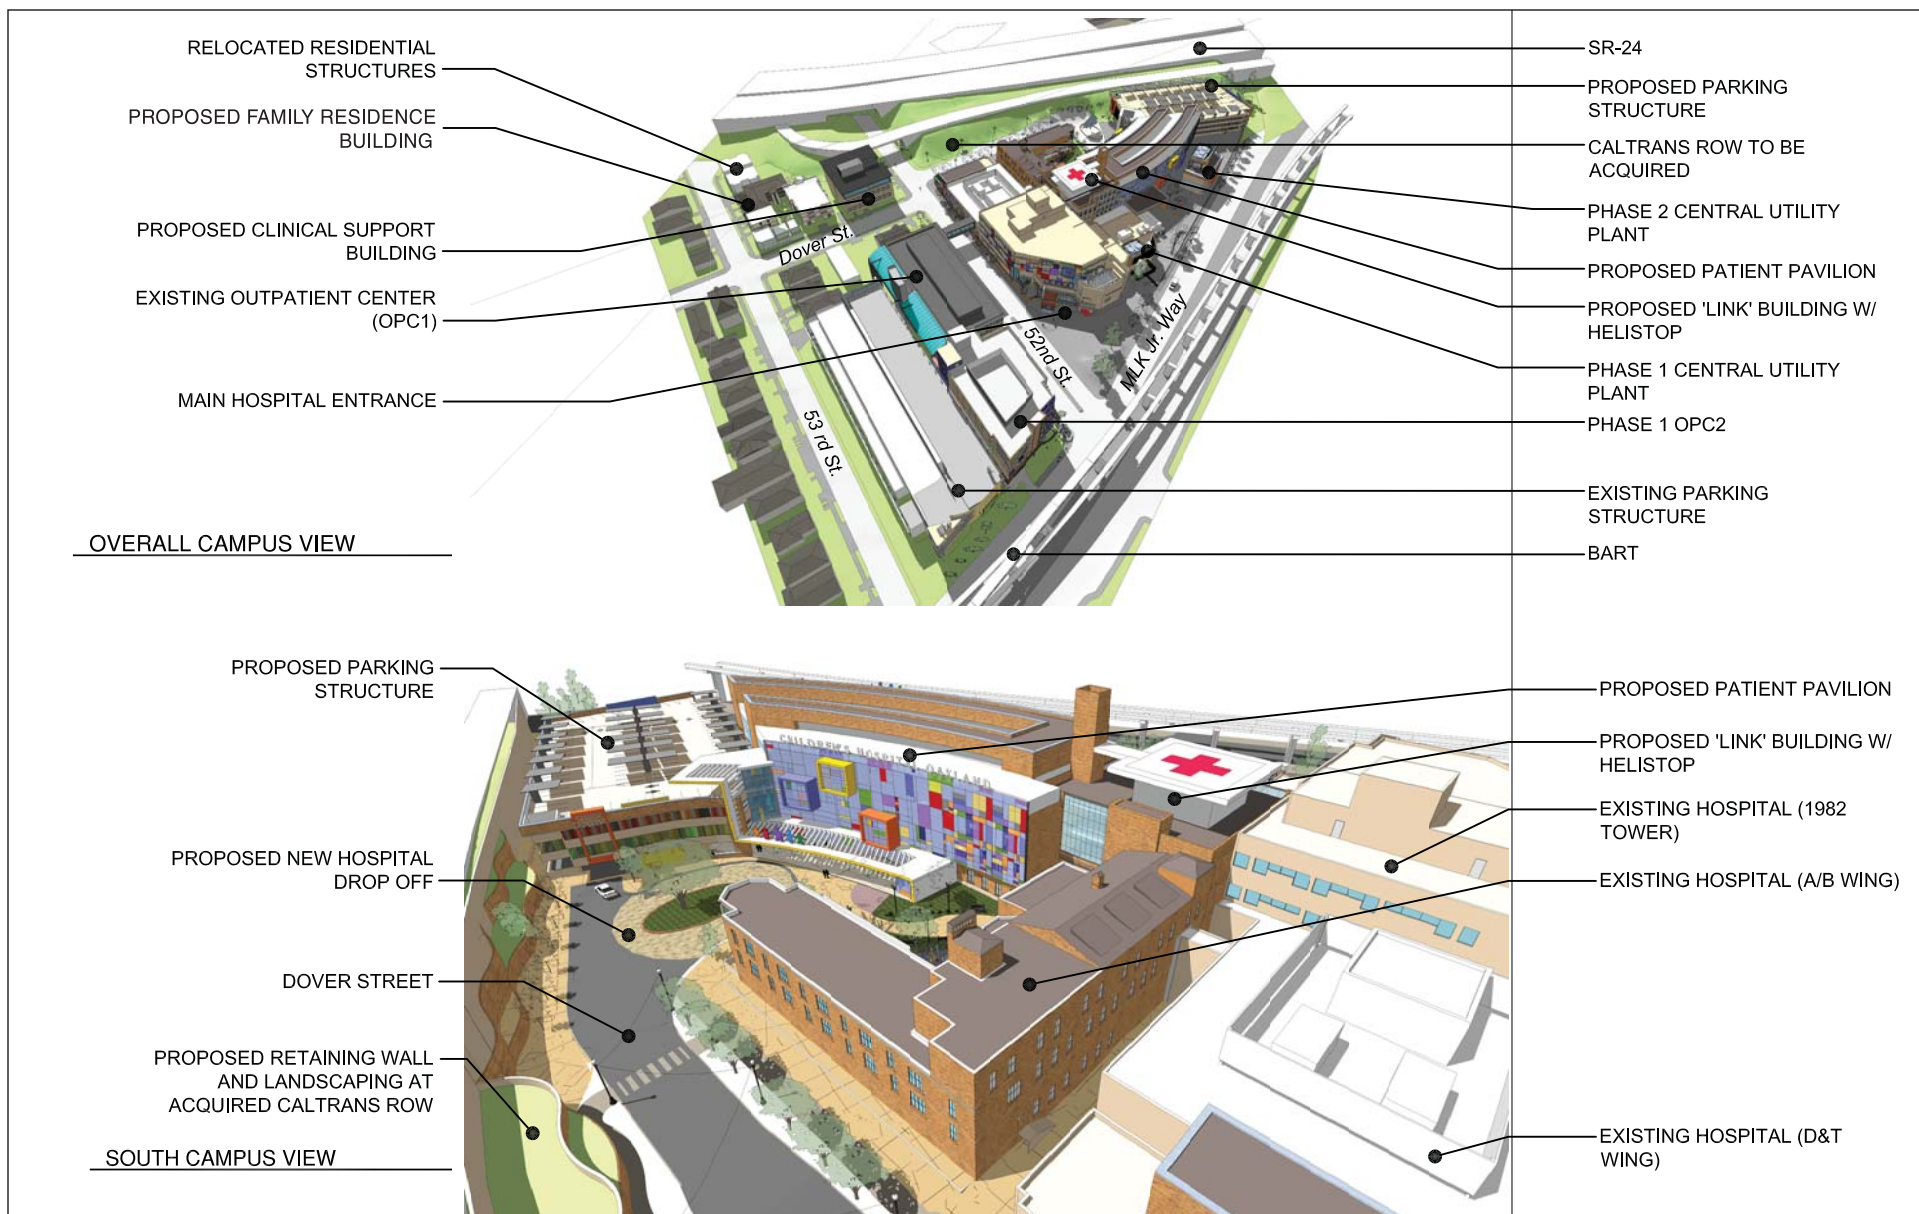 RELOCATED RESIDENTIAL
STRUCTURES
PROPOSED FAMILY RESIDENCE
BUILDING
PROPOSED CLINICAL SUPPORT
BUILDING
EXISTING OUTPATIENT CENTER
(OPC1)
MAIN HOSPITAL ENTRANCE
OVERALL CAMPUS VIEW
Dover St.
52nd St.
MLK Jr. Way
53 rd St.
SR-24
PROPOSED PARKING
STRUCTURE
CALTRANS ROW TO BE
ACQUIRED
PHASE 2 CENTRAL UTILITY
PLANT
PROPOSED PATIENT PAVILION
PROPOSED 'LINK' BUILDING W/
HELISTOP
PHASE 1 CENTRAL UTILITY
PLANT
PHASE 1 OPC2
EXISTING PARKING
STRUCTURE
BART
PROPOSED PARKING
STRUCTURE
PROPOSED NEW HOSPITAL
DROP OFF
DOVER STREET
PROPOSED RETAINING WALL
AND LANDSCAPING AT
ACQUIRED CALTRANS ROW
SOUTH CAMPUS VIEW
CHILDREN'S HOSPITAL OAKLAND
PROPOSED PATIENT PAVILION
PROPOSED 'LINK' BUILDING W/
HELISTOP
EXISTING HOSPITAL (1982
TOWER)
EXISTING HOSPITAL (A/B WING)
EXISTING HOSPITAL (D&T
WING)